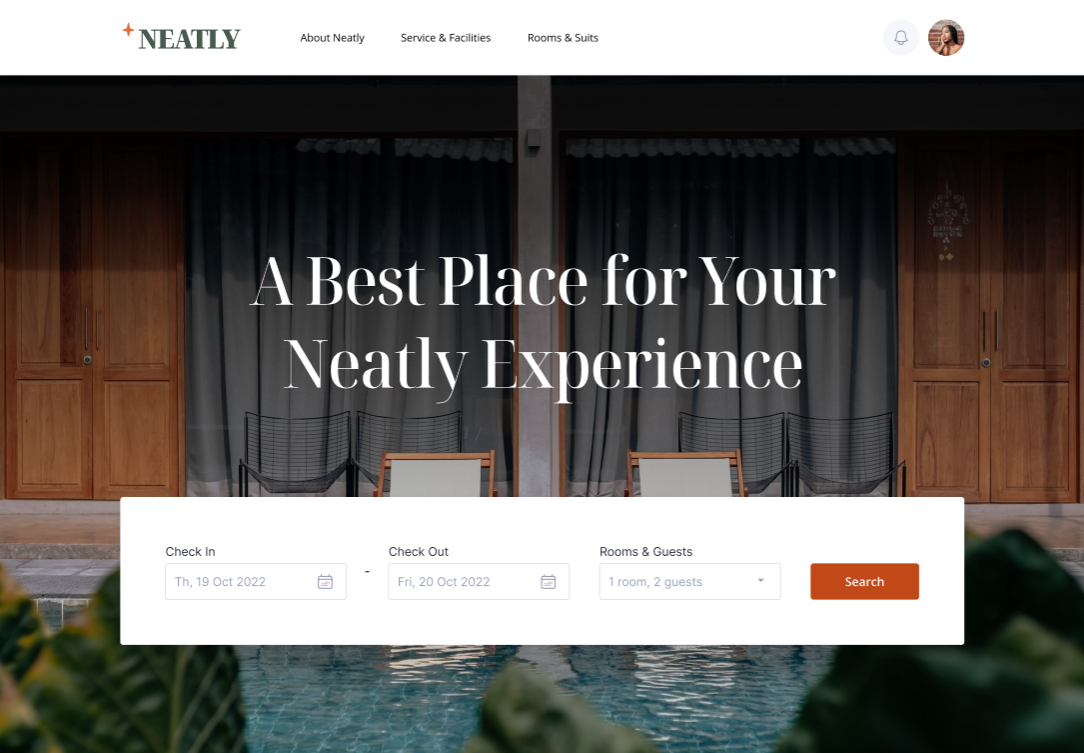 NEATLY
About Neatly
Service & Facilities
Rooms & Suits
A Best Place for Your
Neatly Experience
Check In
Check Out
Rooms & Guests
Th, 19 Oct 2022
-
Fri, 20 Oct 2022
1 room, 2 guests
Search